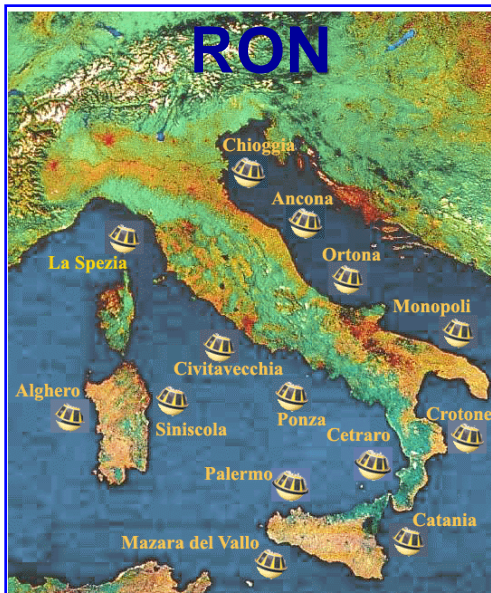 RON
Chioggia
Ancona
Ortona
La Spezia
Monopoli
Civitavecchia
Alghero
Siniscola
Ponza
Crotone
Cetraro
Palermo
Catania
Mazara del Vallo